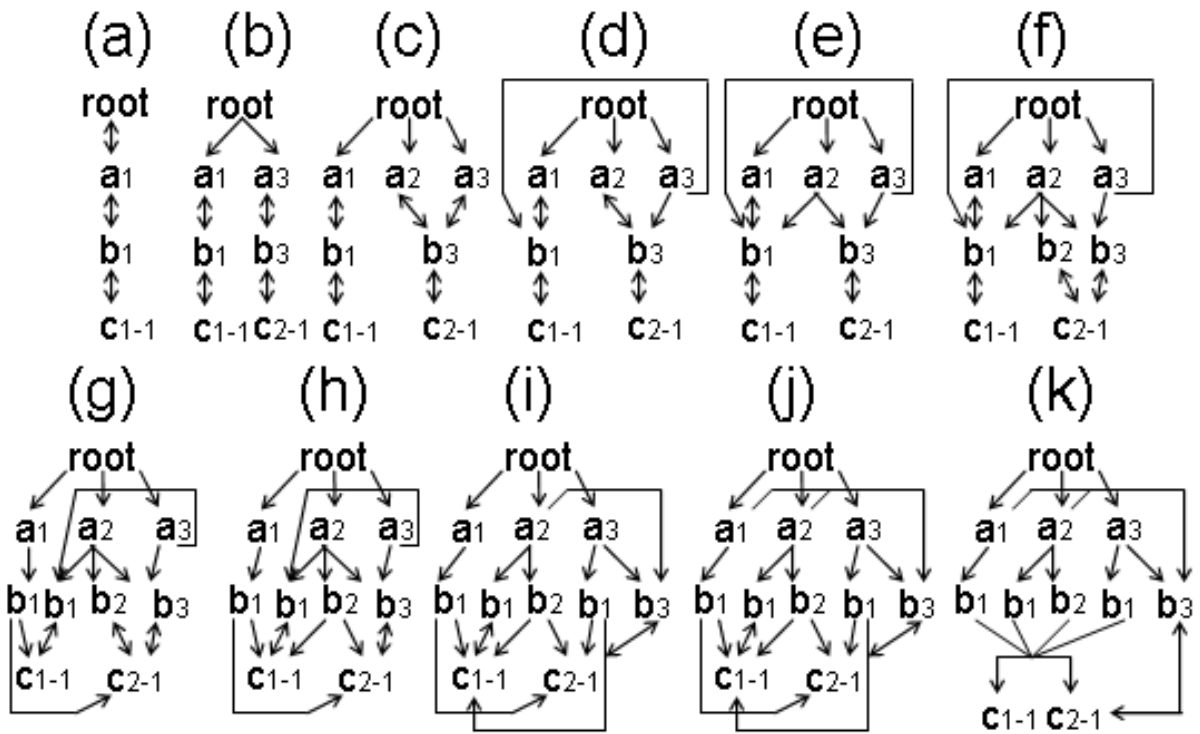 (a) (b) (c) (d) (e) (f)
root root root root root root
a1 a1 a3 a1 a2 a3 a1 a2 a3 a1 a2 a3 a1 a2 a3
b1 b1 b3 b1 b3 b1 b3 b1 b3 b1 b2 b3
c1-1 c1-1 c2-1 c1-1 c2-1 c1-1 c2-1 c1-1 c2-1 c1-1 c2-1
(g) (h) (i) (j) (k)
root root root root root
a1 a2 a3 a1 a2 a3 a1 a2 a3 a1 a2 a3 a1 a2 a3
b1 b1 b2 b3 b1 b1 b2 b3 b1 b1 b2 b1 b3 b1 b1 b2 b1 b3 b1 b1 b2 b1 b3
c1-1 c2-1 c1-1 c2-1 c1-1 c2-1 c1-1 c2-1
c1-1 c2-1